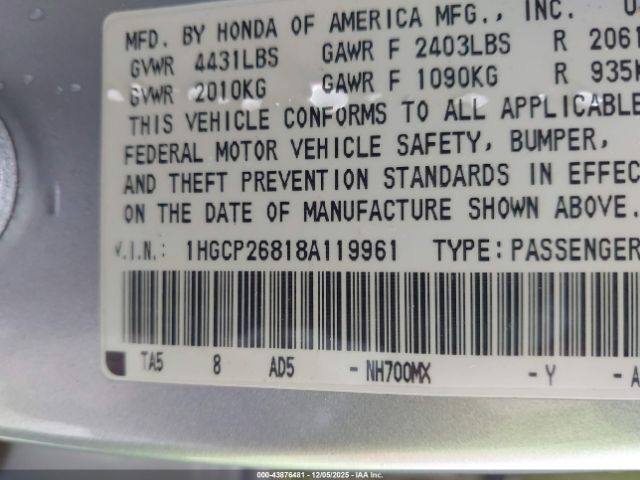 MFD. BY HONDA OF AMERICA MFG., INC.
GVWR 4431LBS GAWR F 2403LBS R 2061
GVWR 2010KG GAWR F 1090KG R 935K
THIS VEHICLE CONFORMS TO ALL APPLICABLE
FEDERAL MOTOR VEHICLE SAFETY, BUMPER,
AND THEFT PREVENTION STANDARDS IN EFFEC
ON THE DATE OF MANUFACTURE SHOWN ABOVE.
V.I.N.: 1HGCP26818A119961 TYPE: PASSENGER
TA5 8 AD5 - NH700MX - Y - A
000-43876481 - 12/05/2025 - IAA Inc.